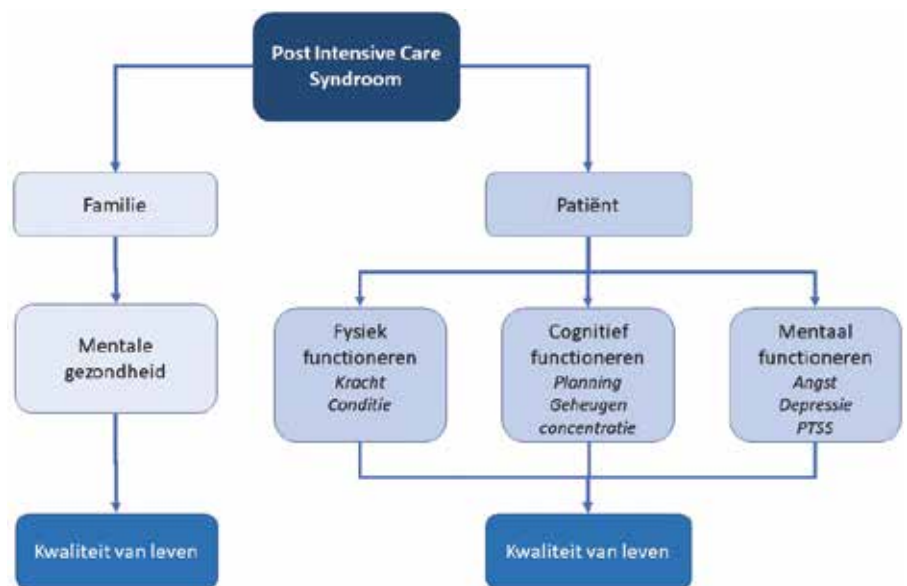 Post Intensive Care
Syndroom
Familie
Patiënt
Mentale
gezondheid
Fysiek
functioneren
Kracht
Conditie
Cognitief
functioneren
Planning
Geheugen
concentratie
Mentaal
functioneren
Angst
Depressie
PTSS
Kwaliteit van leven
Kwaliteit van leven